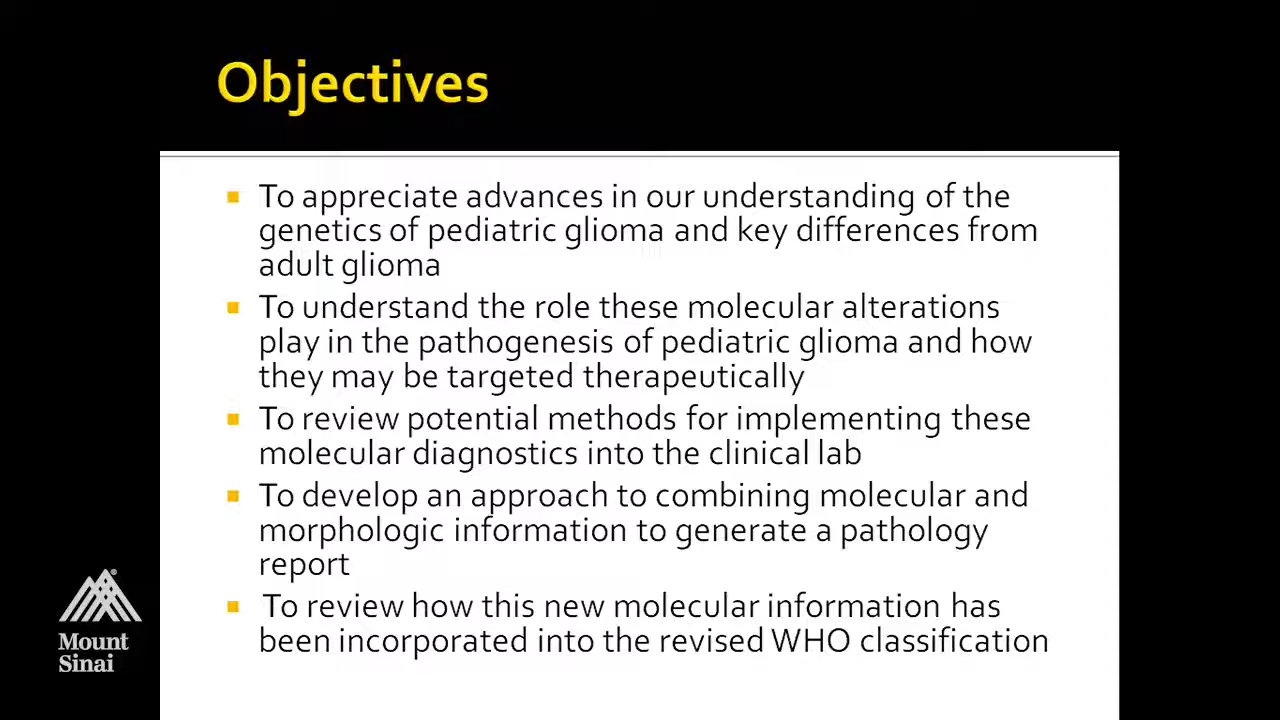 Objectives
To appreciate advances in our understanding of the
genetics of pediatric glioma and key differences from
adult glioma
To understand the role these molecular alterations
play in the pathogenesis of pediatric glioma and how
they may be targeted therapeutically
To review potential methods for implementing these
molecular diagnostics into the clinical lab
To develop an approach to combining molecular and
morphologic information to generate a pathology
report
To review how this new molecular information has
been incorporated into the revised WHO classification
®
Mount
Sinai